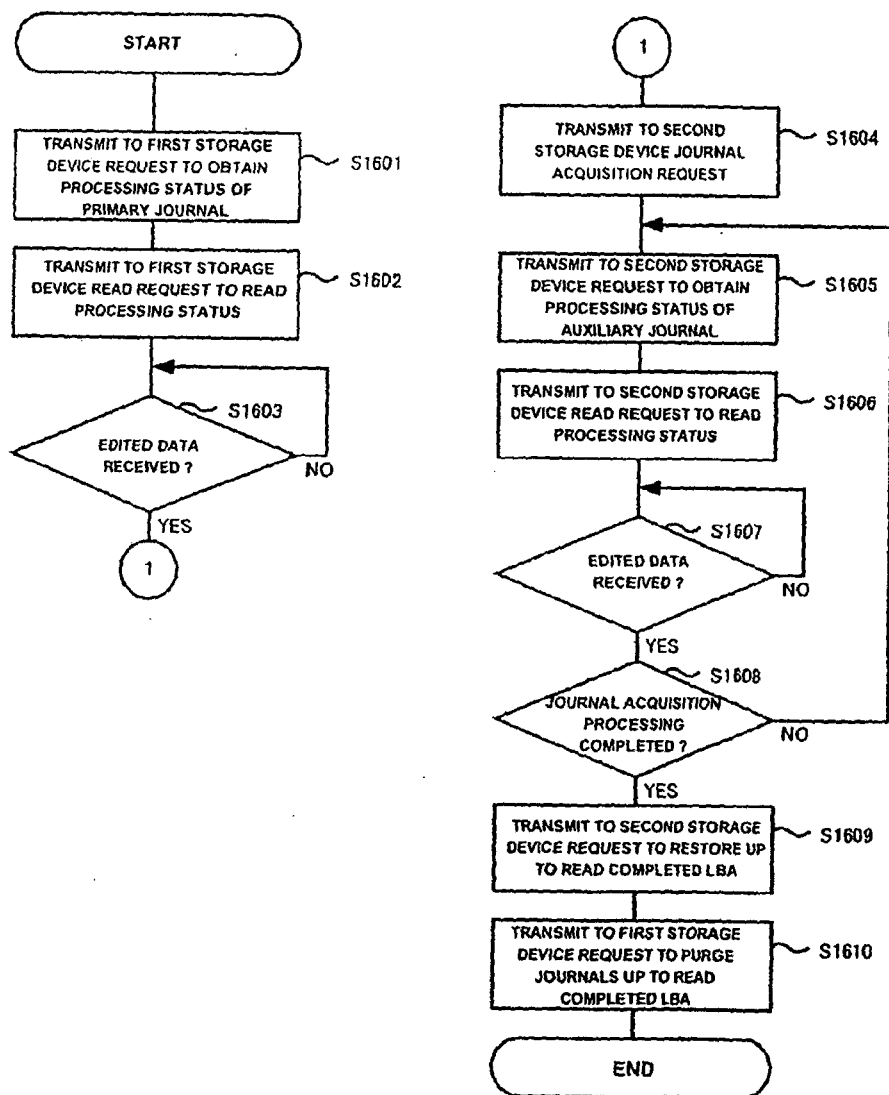 START
TRANSMIT TO FIRST STORAGE
DEVICE REQUEST TO OBTAIN
PROCESSING STATUS OF
PRIMARY JOURNAL
S1601
TRANSMIT TO FIRST STORAGE
DEVICE READ REQUEST TO READ
PROCESSING STATUS
S1602
S1603
EDITED DATA
RECEIVED ?
NO
YES
1
1
TRANSMIT TO SECOND
STORAGE DEVICE JOURNAL
ACQUISITION REQUEST
S1604
TRANSMIT TO SECOND STORAGE
DEVICE REQUEST TO OBTAIN
PROCESSING STATUS OF
AUXILIARY JOURNAL
S1605
TRANSMIT TO SECOND STORAGE
DEVICE READ REQUEST TO READ
PROCESSING STATUS
S1606
S1607
EDITED DATA
RECEIVED ?
NO
YES
S1608
JOURNAL ACQUISITION
PROCESSING
COMPLETED ?
NO
YES
TRANSMIT TO SECOND STORAGE
DEVICE REQUEST TO RESTORE UP
TO READ COMPLETED LBA
S1609
TRANSMIT TO FIRST STORAGE
DEVICE REQUEST TO PURGE
JOURNALS UP TO READ
COMPLETED LBA
S1610
END